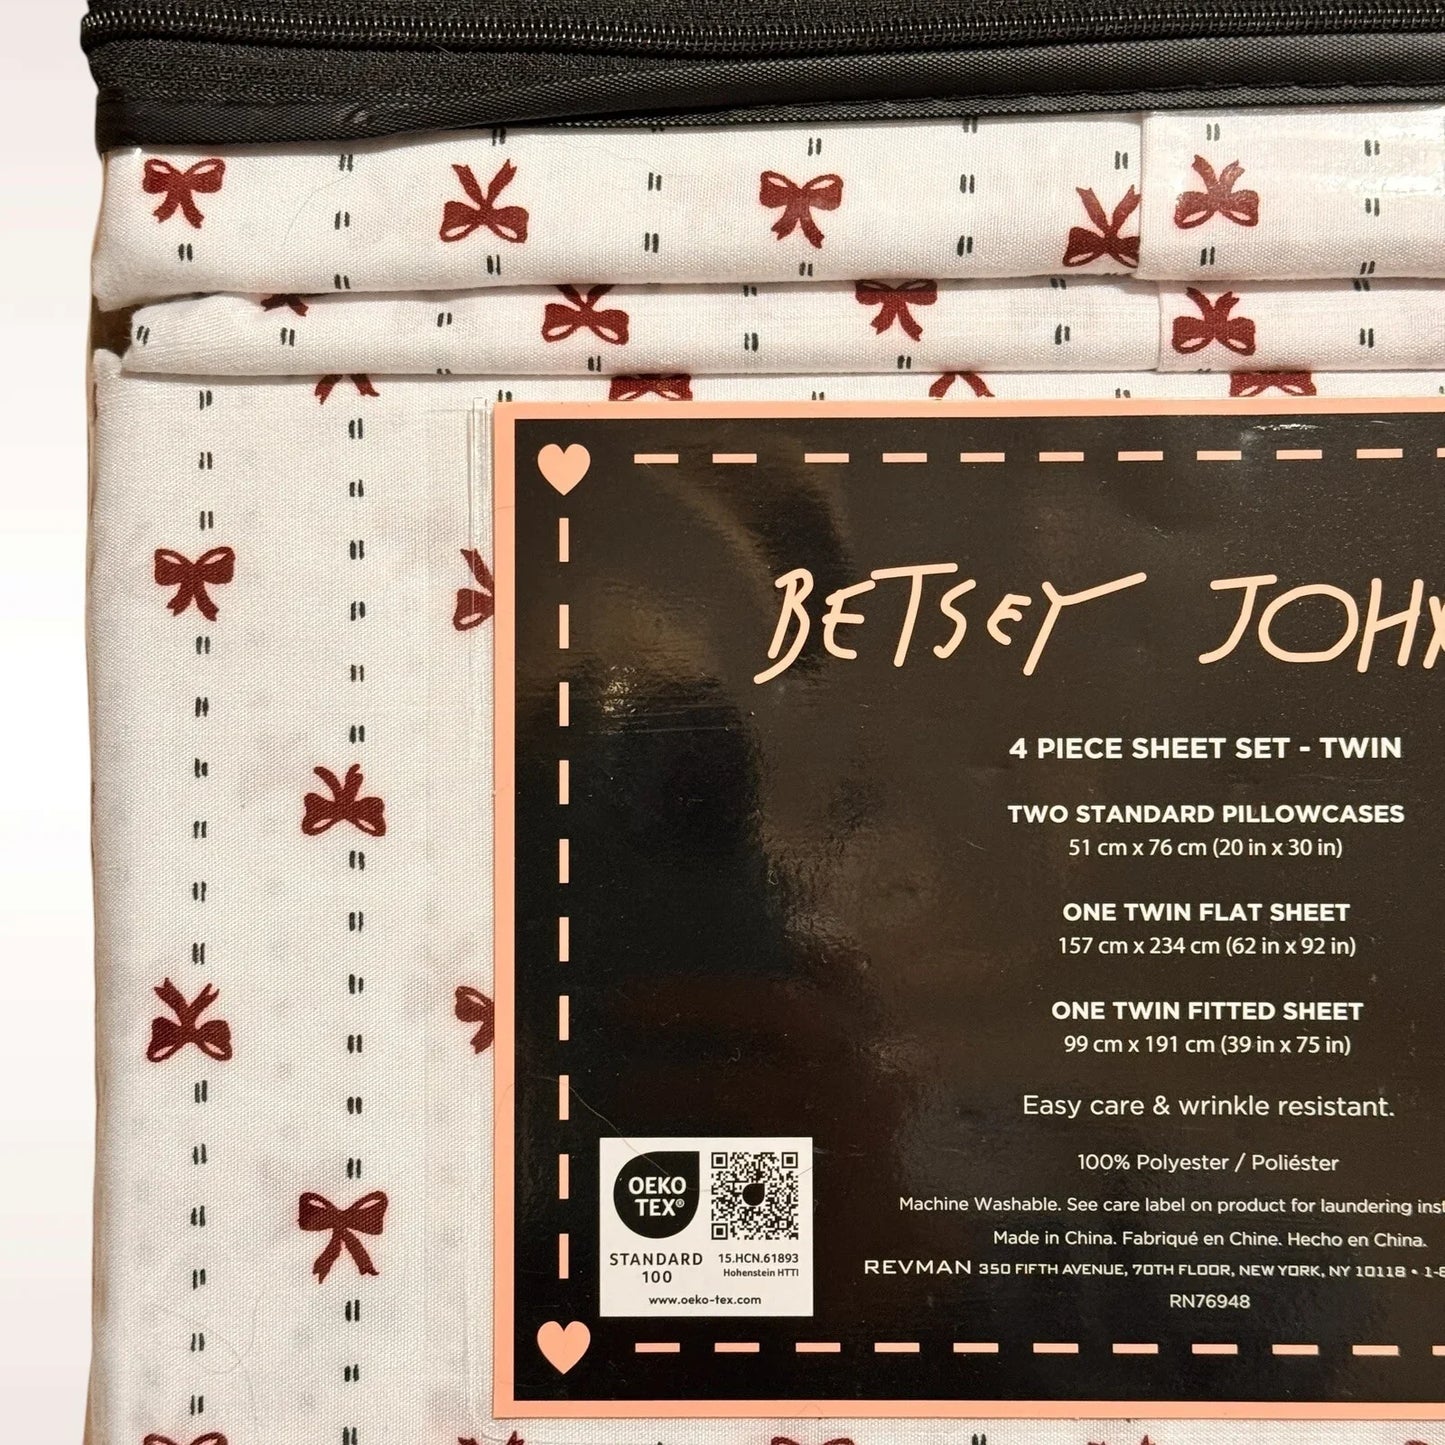 BETSEY JOHN
4 PIECE SHEET SET - TWIN
TWO STANDARD PILLOWCASES
51 cm x 76 cm (20 in x 30 in)
ONE TWIN FLAT SHEET
157 cm x 234 cm (62 in x 92 in)
ONE TWIN FITTED SHEET
99 cm x 191 cm (39 in x 75 in)
Easy care & wrinkle resistant.
100% Polyester / Poliéster
Machine Washable. See care label on product for laundering inst
Made in China. Fabriqué en Chine. Hecho en China.
REVMAN 350 FIFTH AVENUE, 70TH FLOOR, NEW YORK, NY 10118 • 1-8
RN76948
OEKO
TEX®
STANDARD
100
15.HCN.61893
Hohenstein HTTI
www.oeko-tex.com